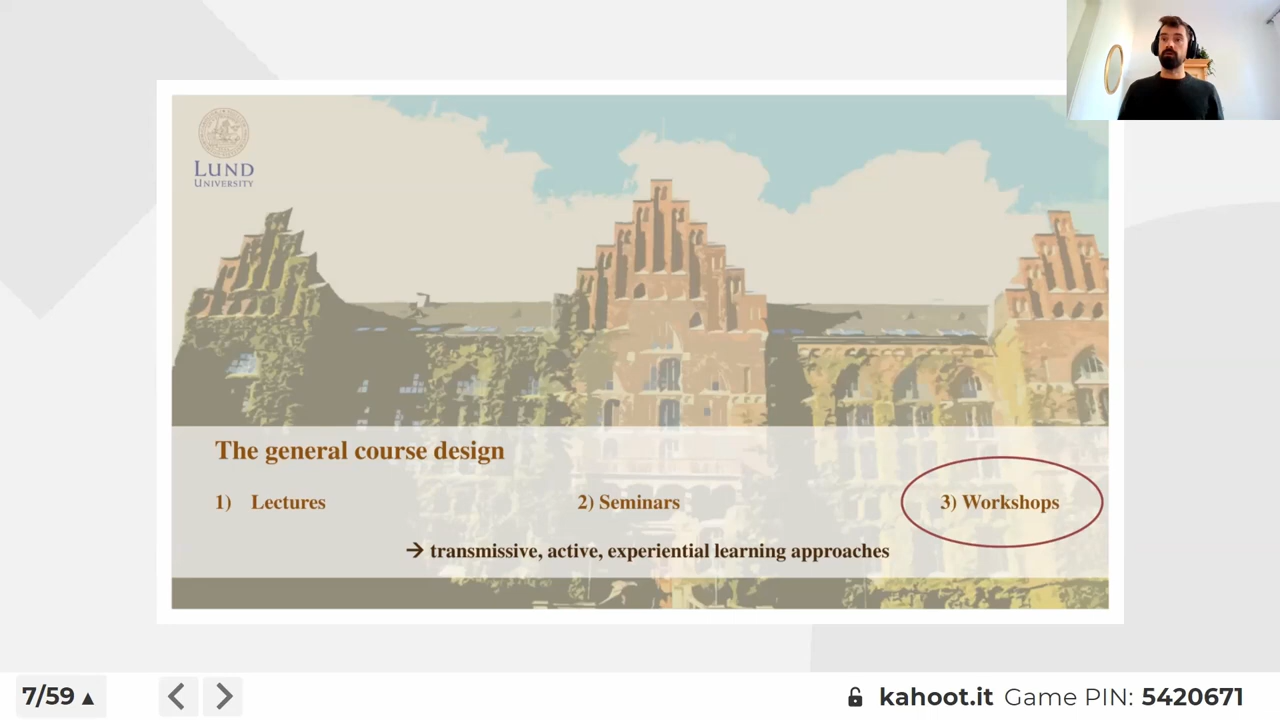 LUND
UNIVERSITY
The general course design
1) Lectures
2) Seminars
3) Workshops
→ transmissive, active, experiential learning approaches
7/59 ▲
kahoot.it Game PIN: 5420671